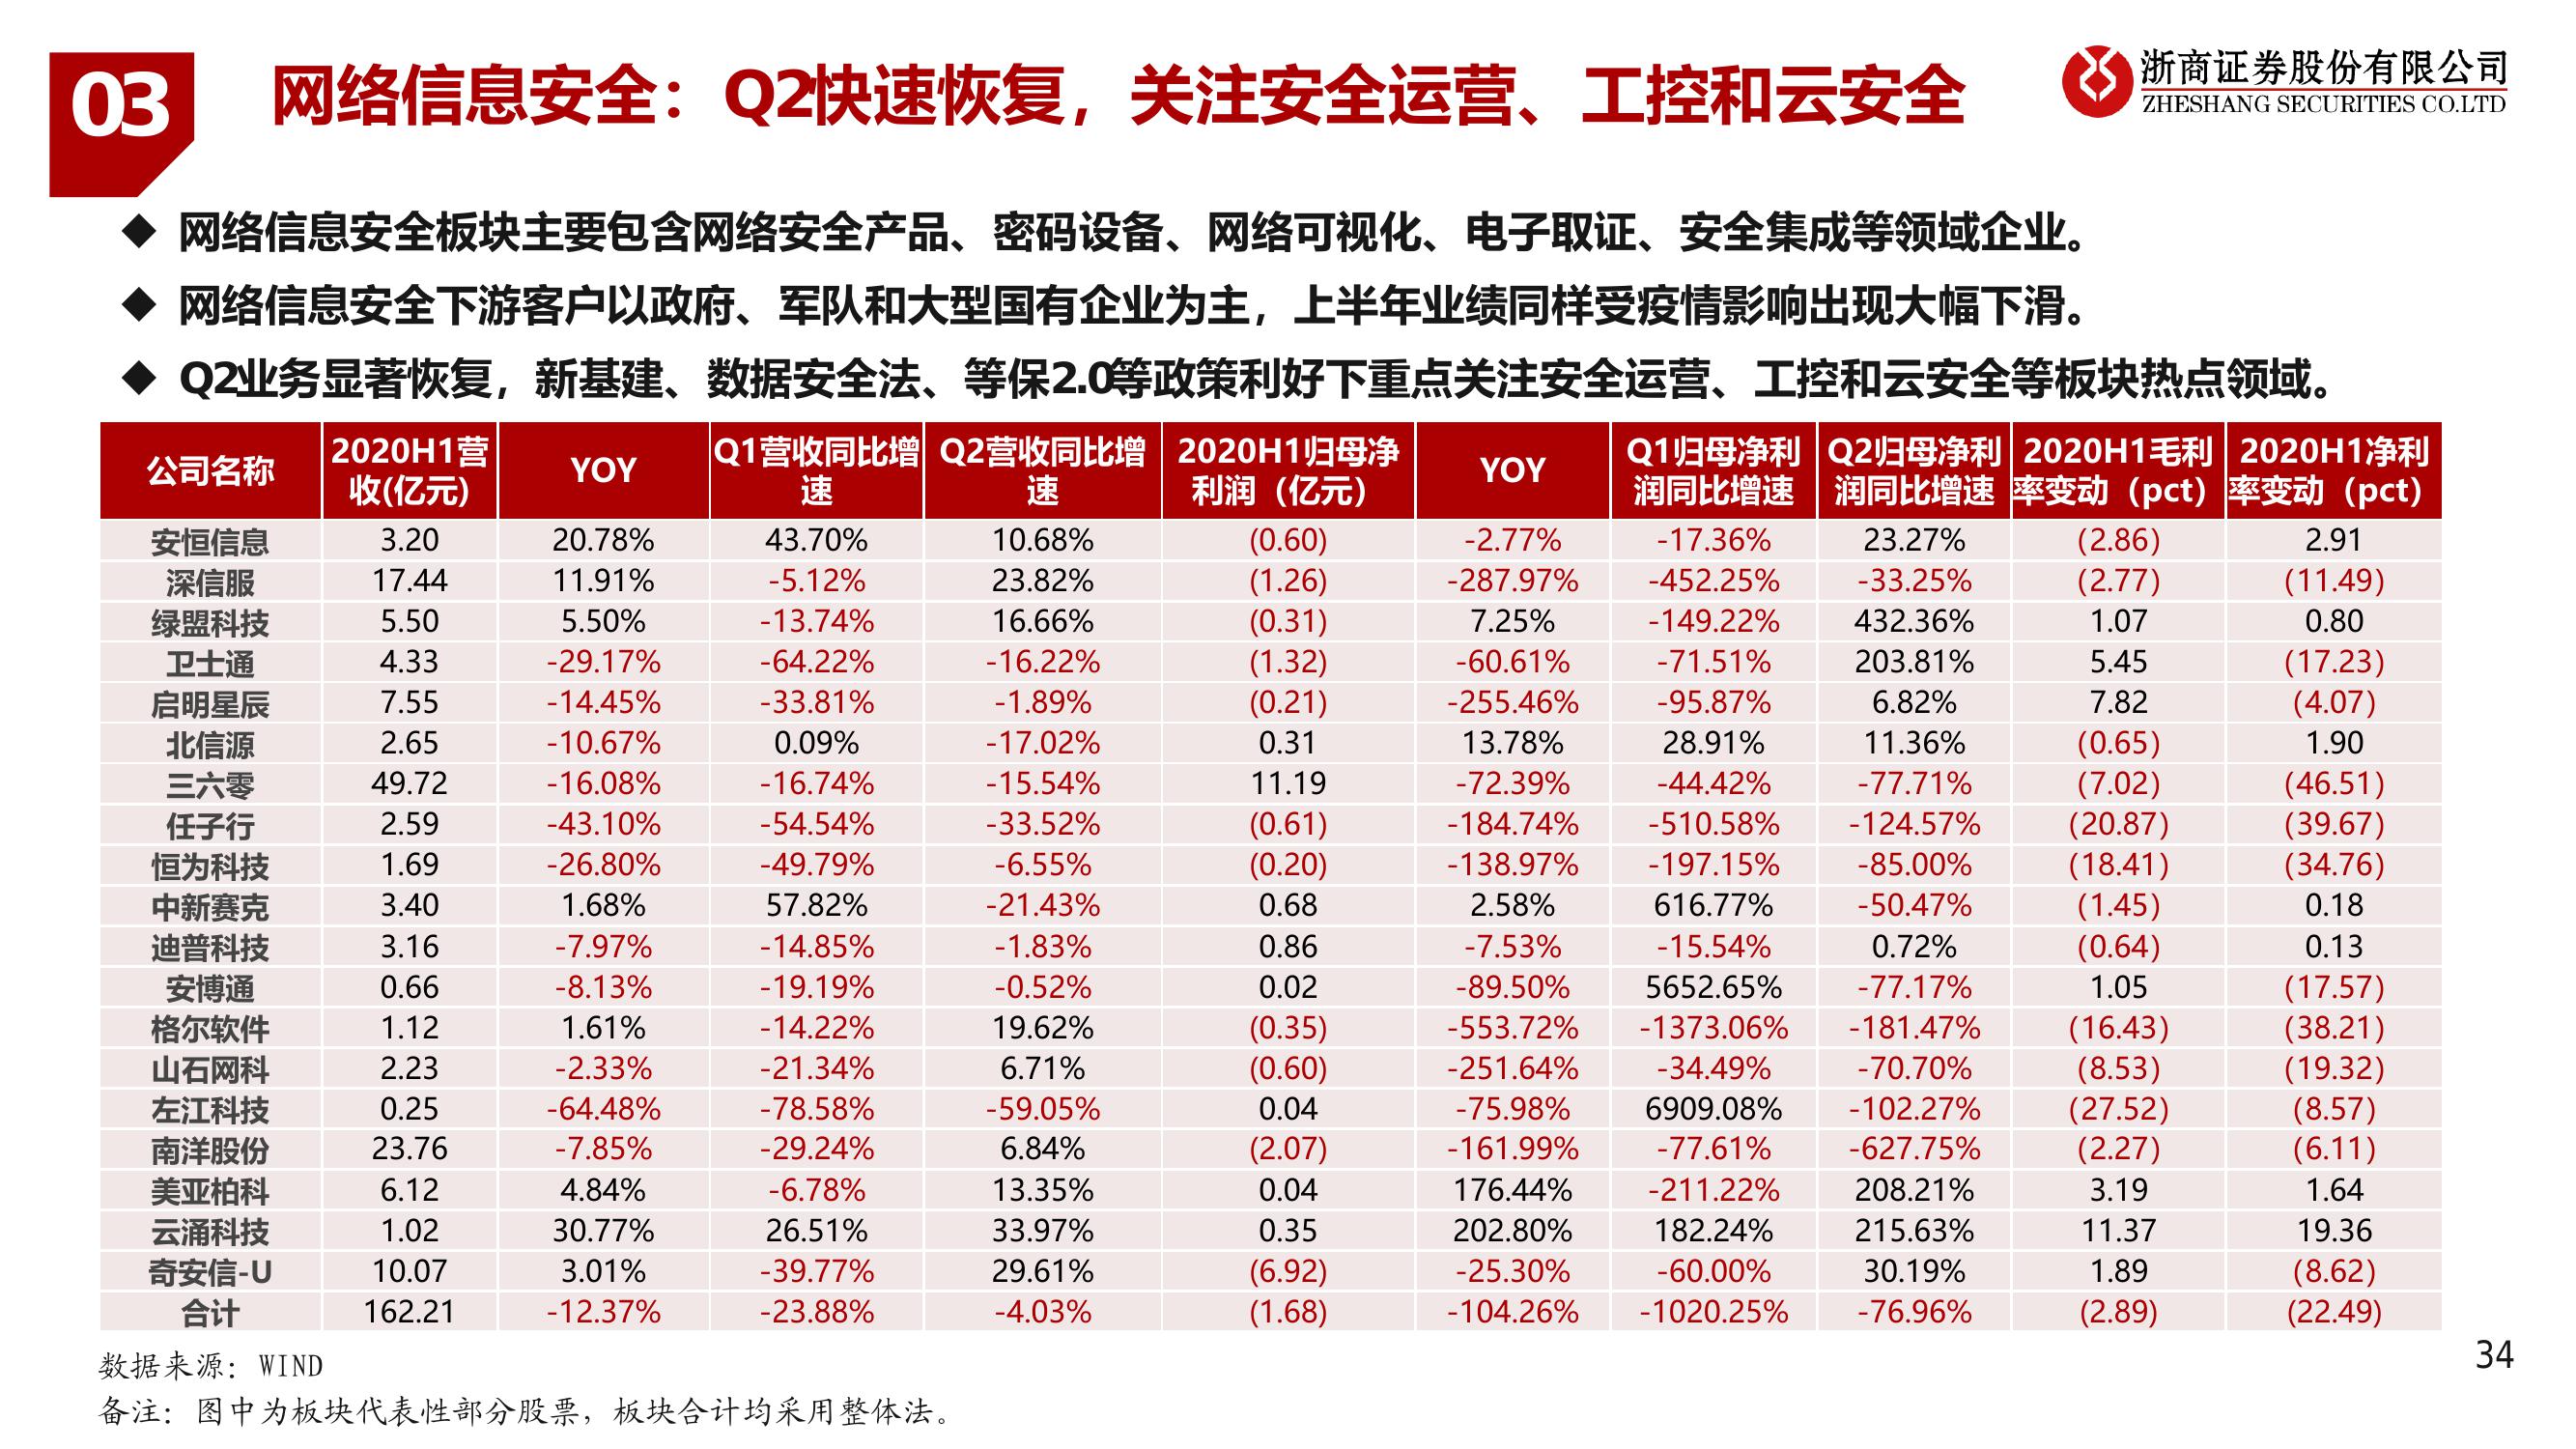 03
网络信息安全：Q2快速恢复，关注安全运营、工控和云安全
浙商证券股份有限公司
ZHESHANG SECURITIES CO.LTD
◆ 网络信息安全板块主要包含网络安全产品、密码设备、网络可视化、电子取证、安全集成等领域企业。
◆ 网络信息安全下游客户以政府、军队和大型国有企业为主，上半年业绩同样受疫情影响出现大幅下滑。
◆ Q2业务显著恢复，新基建、数据安全法、等保2.0等政策利好下重点关注安全运营、工控和云安全等板块热点领域。
公司名称 2020H1营收(亿元) YOY Q1营收同比增速 Q2营收同比增速 2020H1归母净利润（亿元） YOY Q1归母净利润同比增速 Q2归母净利润同比增速 2020H1毛利率变动（pct） 2020H1净利率变动（pct）
安恒信息 3.20 20.78% 43.70% 10.68% (0.60) -2.77% -17.36% 23.27% (2.86) 2.91
深信服 17.44 11.91% -5.12% 23.82% (1.26) -287.97% -452.25% -33.25% (2.77) (11.49)
绿盟科技 5.50 5.50% -13.74% 16.66% (0.31) 7.25% -149.22% 432.36% 1.07 0.80
卫士通 4.33 -29.17% -64.22% -16.22% (1.32) -60.61% -71.51% 203.81% 5.45 (17.23)
启明星辰 7.55 -14.45% -33.81% -1.89% (0.21) -255.46% -95.87% 6.82% 7.82 (4.07)
北信源 2.65 -10.67% 0.09% -17.02% 0.31 13.78% 28.91% 11.36% (0.65) 1.90
三六零 49.72 -16.08% -16.74% -15.54% 11.19 -72.39% -44.42% -77.71% (7.02) (46.51)
任子行 2.59 -43.10% -54.54% -33.52% (0.61) -184.74% -510.58% -124.57% (20.87) (39.67)
恒为科技 1.69 -26.80% -49.79% -6.55% (0.20) -138.97% -197.15% -85.00% (18.41) (34.76)
中新赛克 3.40 1.68% 57.82% -21.43% 0.68 2.58% 616.77% -50.47% (1.45) 0.18
迪普科技 3.16 -7.97% -14.85% -1.83% 0.86 -7.53% -15.54% 0.72% (0.64) 0.13
安博通 0.66 -8.13% -19.19% -0.52% 0.02 -89.50% 5652.65% -77.17% 1.05 (17.57)
格尔软件 1.12 1.61% -14.22% 19.62% (0.35) -553.72% -1373.06% -181.47% (16.43) (38.21)
山石网科 2.23 -2.33% -21.34% 6.71% (0.60) -251.64% -34.49% -70.70% (8.53) (19.32)
左江科技 0.25 -64.48% -78.58% -59.05% 0.04 -75.98% 6909.08% -102.27% (27.52) (8.57)
南洋股份 23.76 -7.85% -29.24% 6.84% (2.07) -161.99% -77.61% -627.75% (2.27) (6.11)
美亚柏科 6.12 4.84% -6.78% 13.35% 0.04 176.44% -211.22% 208.21% 3.19 1.64
云涌科技 1.02 30.77% 26.51% 33.97% 0.35 202.80% 182.24% 215.63% 11.37 19.36
奇安信-U 10.07 3.01% -39.77% 29.61% (6.92) -25.30% -60.00% 30.19% 1.89 (8.62)
合计 162.21 -12.37% -23.88% -4.03% (1.68) -104.26% -1020.25% -76.96% (2.89) (22.49)
数据来源：WIND
备注：图中为板块代表性部分股票，板块合计均采用整体法。
34